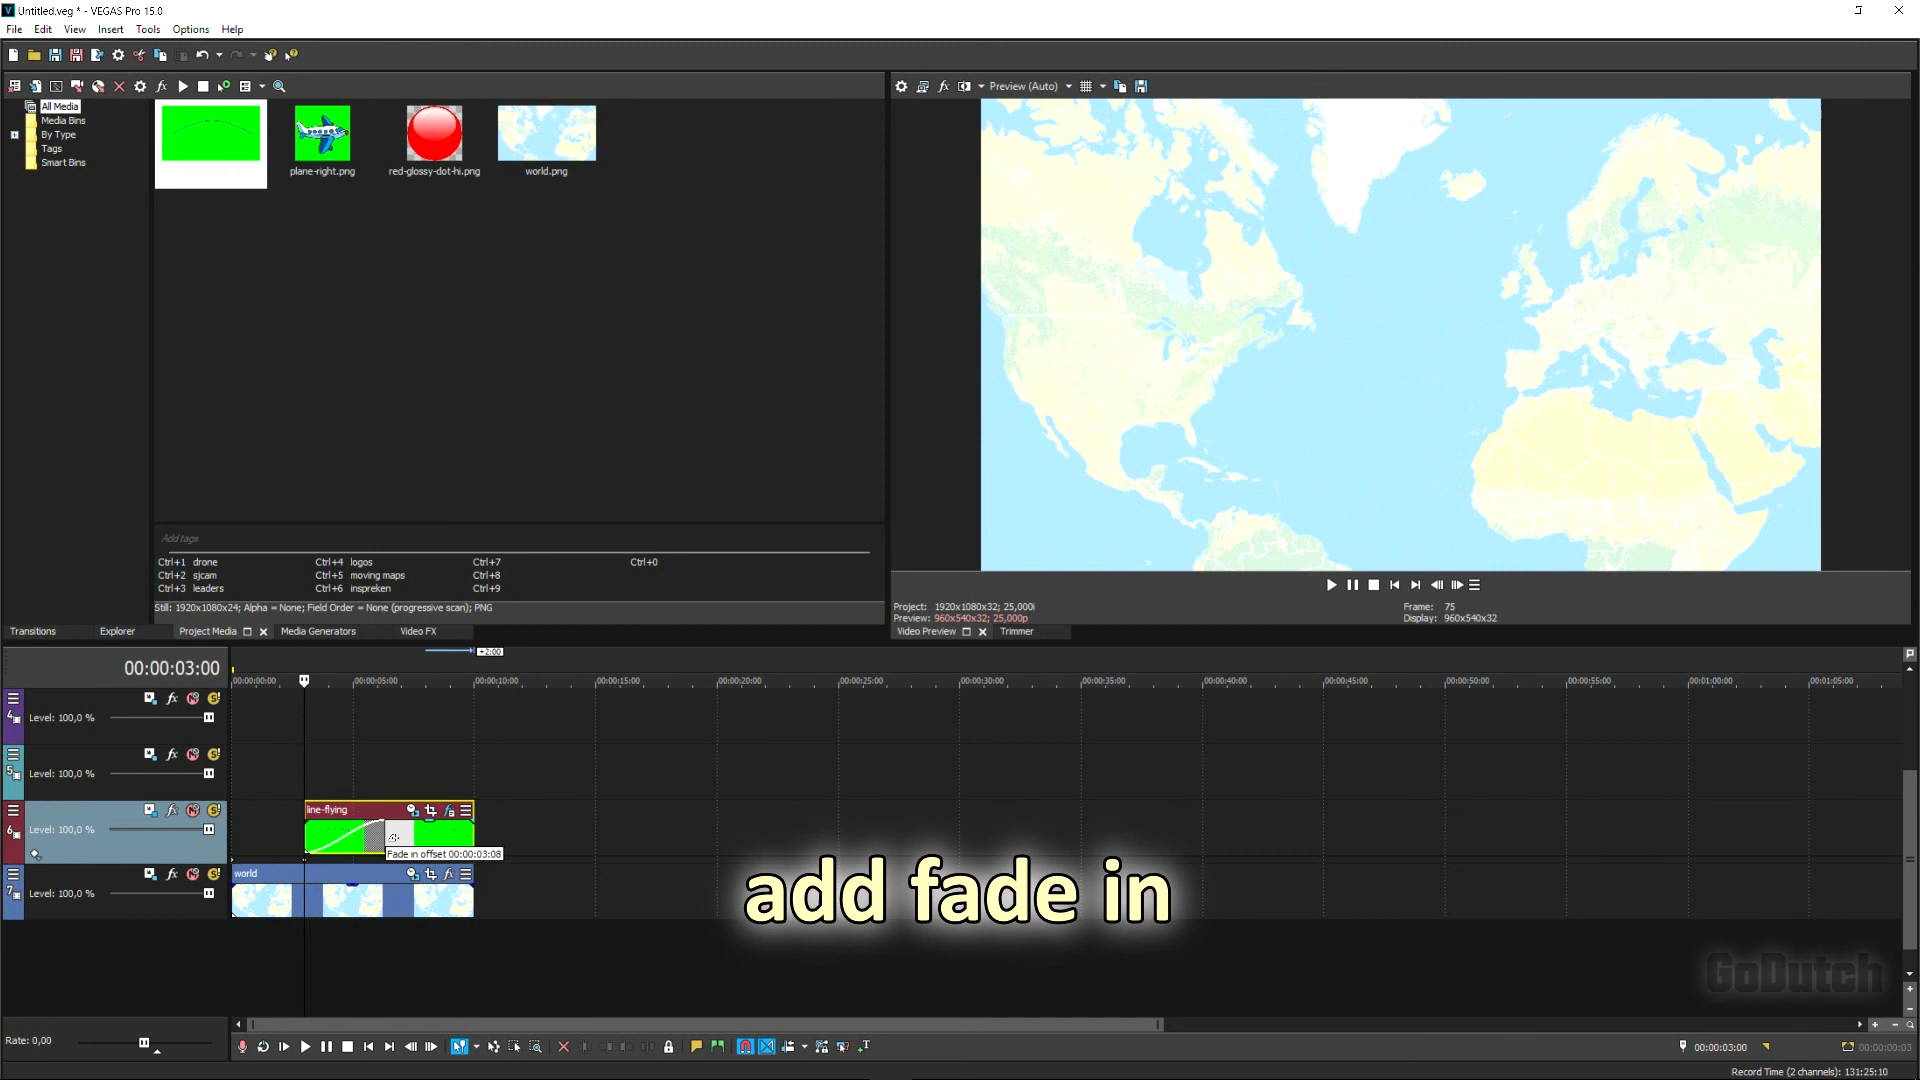 Untitled.veg * - VEGAS Pro 15.0
File Edit View Insert Tools Options Help
All Media
Media Bins
By Type
Tags
Smart Bins
plane-right.png red-glossy-dot-hi.png world.png
Preview (Auto)
Add tags
Ctrl+1 drone Ctrl+4 logos Ctrl+7 Ctrl+0
Ctrl+2 sjcam Ctrl+5 moving maps Ctrl+8
Ctrl+3 leaders Ctrl+6 inspreken Ctrl+9
Still: 1920x1080x24; Alpha = None; Field Order = None (progressive scan); PNG
Transitions Explorer Project Media Media Generators Video FX
Project: 1920x1080x32; 25,000i
Preview: 960x540x32; 25,000p
Frame: 75
Display: 960x540x32
Video Preview Trimmer
+2:00
00:00:03:00
00:00:00:00 00:00:05:00 00:00:10:00 00:00:15:00 00:00:20:00 00:00:25:00 00:00:30:00 00:00:35:00 00:00:40:00 00:00:45:00 00:00:50:00 00:00:55:00 00:01:00:00 00:01:05:00
4 Level: 100,0 %
5 Level: 100,0 %
6 Level: 100,0 %
line-flying
Fade in offset 00:00:03:08
7 Level: 100,0 %
world
add fade in
GoDutch
Rate: 0,00
00:00:03:00
00:00:00:03
Record Time (2 channels): 131:25:10